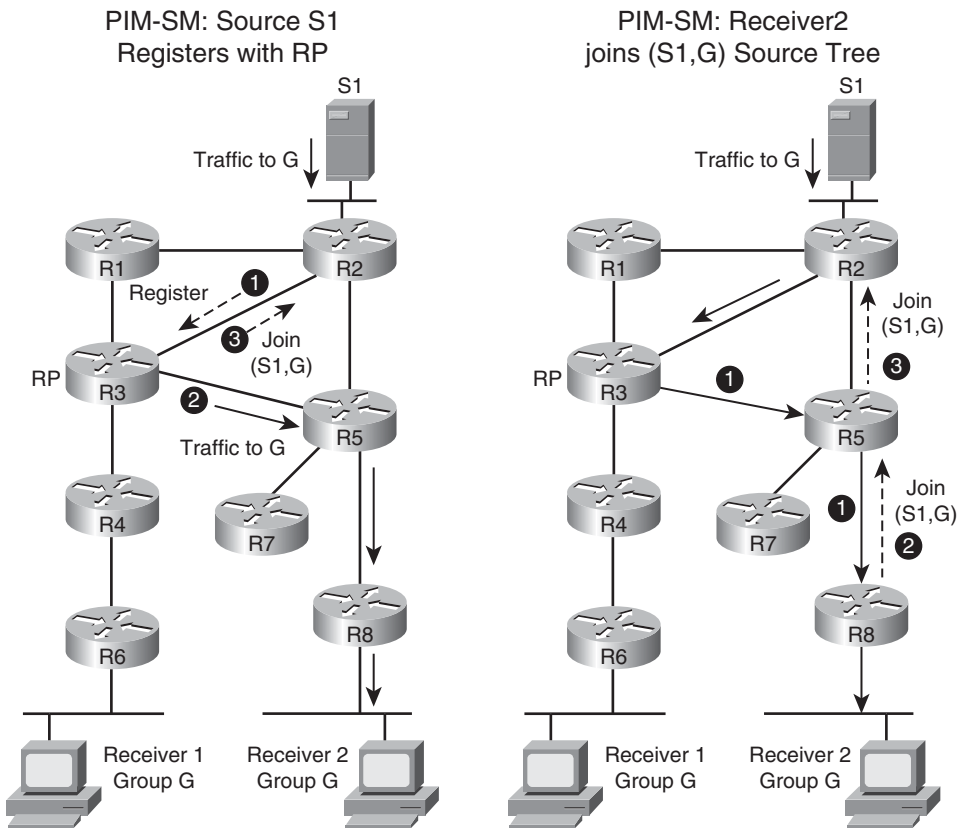 PIM-SM: Source S1
Registers with RP
S1
Traffic to G
R1
R2
Register
1
3
Join
(S1,G)
RP
R3
2
Traffic to G
R5
R4
R7
R8
R6
Receiver 1
Group G
Receiver 2
Group G
PIM-SM: Receiver2
joins (S1,G) Source Tree
S1
Traffic to G
R1
R2
Join
(S1,G)
3
RP
R3
1
R5
R4
R7
1
Join
(S1,G)
2
R8
R6
Receiver 1
Group G
Receiver 2
Group G